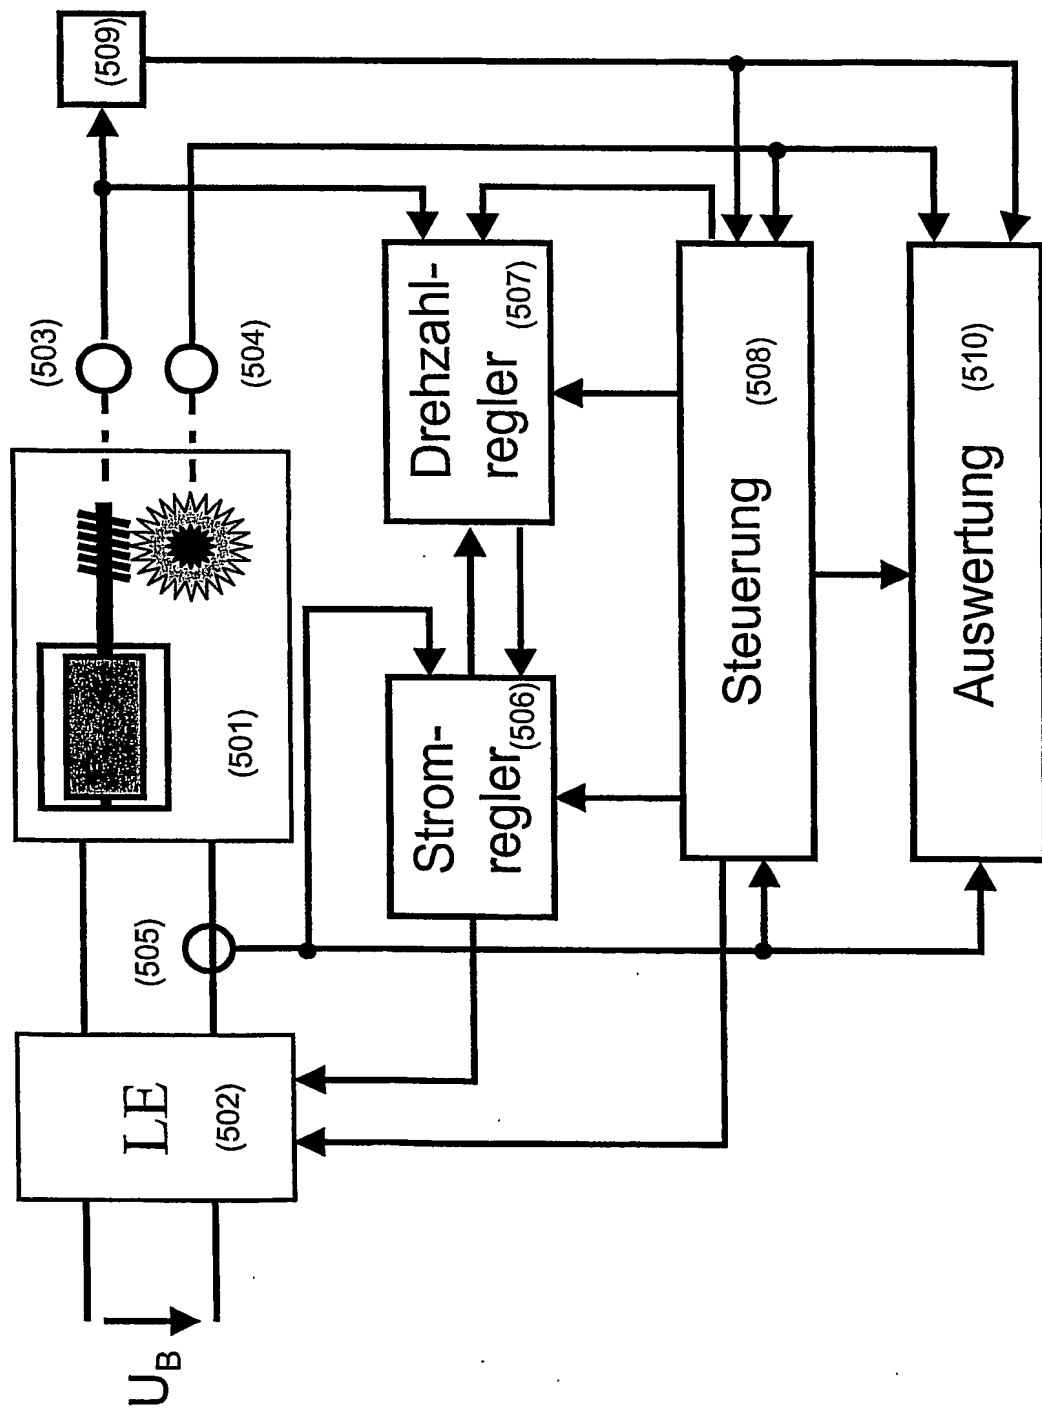 U_B
LE
(502)
(505)
(501)
(503)
(504)
(509)
Strom-
regler
(506)
Drehzahl-
regler
(507)
Steuerung
(508)
Auswertung
(510)